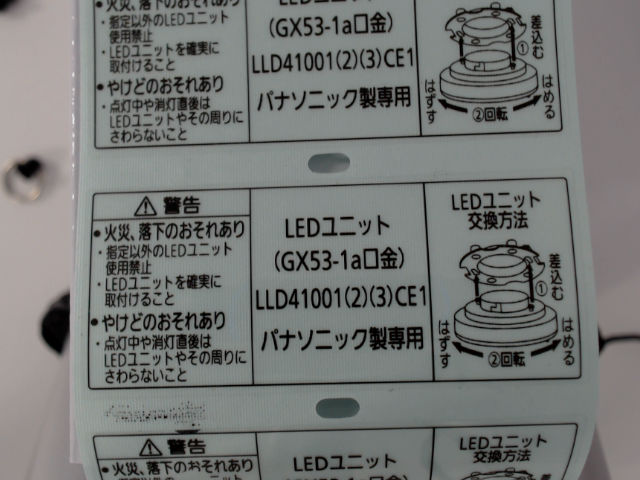 ●火災、落下のおそれあり
・指定以外のLEDユニット
使用禁止
・LEDユニットを確実に
取付けること
●やけどのおそれあり
・点灯中や消灯直後は
LEDユニットやその周りに
さわらないこと
LEDユニット
(GX53-1a口金)
LLD41001(2)(3)CE1
パナソニック製専用
差込む
①
はずす
②回転
はめる
⚠警告
●火災、落下のおそれあり
・指定以外のLEDユニット
使用禁止
・LEDユニットを確実に
取付けること
●やけどのおそれあり
・点灯中や消灯直後は
LEDユニットやその周りに
さわらないこと
LEDユニット
(GX53-1a口金)
LLD41001(2)(3)CE1
パナソニック製専用
LEDユニット
交換方法
差込む
①
はずす
②回転
はめる
⚠警告
●火災、落下のおそれあり
LEDユニット
LEDユニット
交換方法